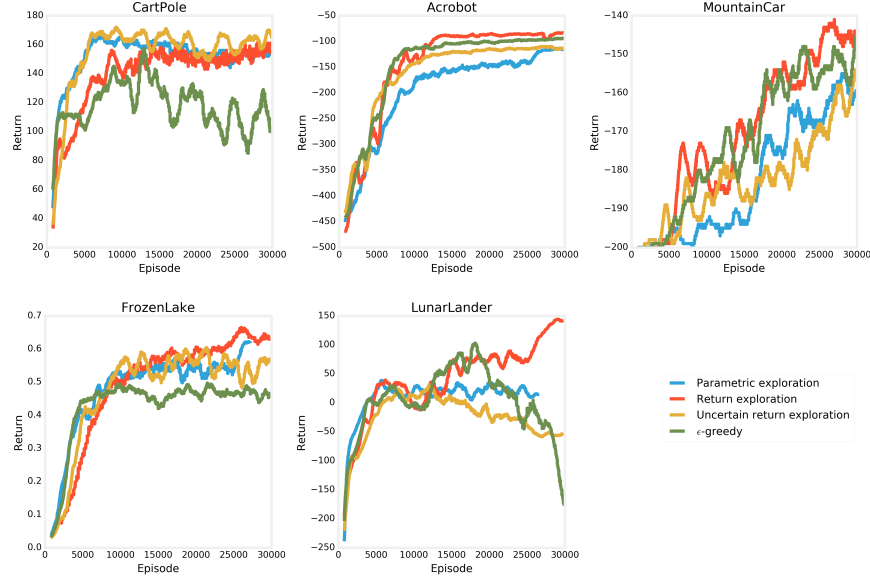 CartPole
180
160
140
120
100
80
60
40
20
Return
0 5000 10000 15000 20000 25000 30000
Episode
Acrobot
−50
−100
−150
−200
−250
−300
−350
−400
−450
−500
Return
0 5000 10000 15000 20000 25000 30000
Episode
MountainCar
−140
−150
−160
−170
−180
−190
−200
Return
0 5000 10000 15000 20000 25000 30000
Episode
FrozenLake
0.7
0.6
0.5
0.4
0.3
0.2
0.1
0.0
Return
0 5000 10000 15000 20000 25000 30000
Episode
LunarLander
150
100
50
0
−50
−100
−150
−200
−250
Return
0 5000 10000 15000 20000 25000 30000
Episode
Parametric exploration
Return exploration
Uncertain return exploration
ϵ-greedy